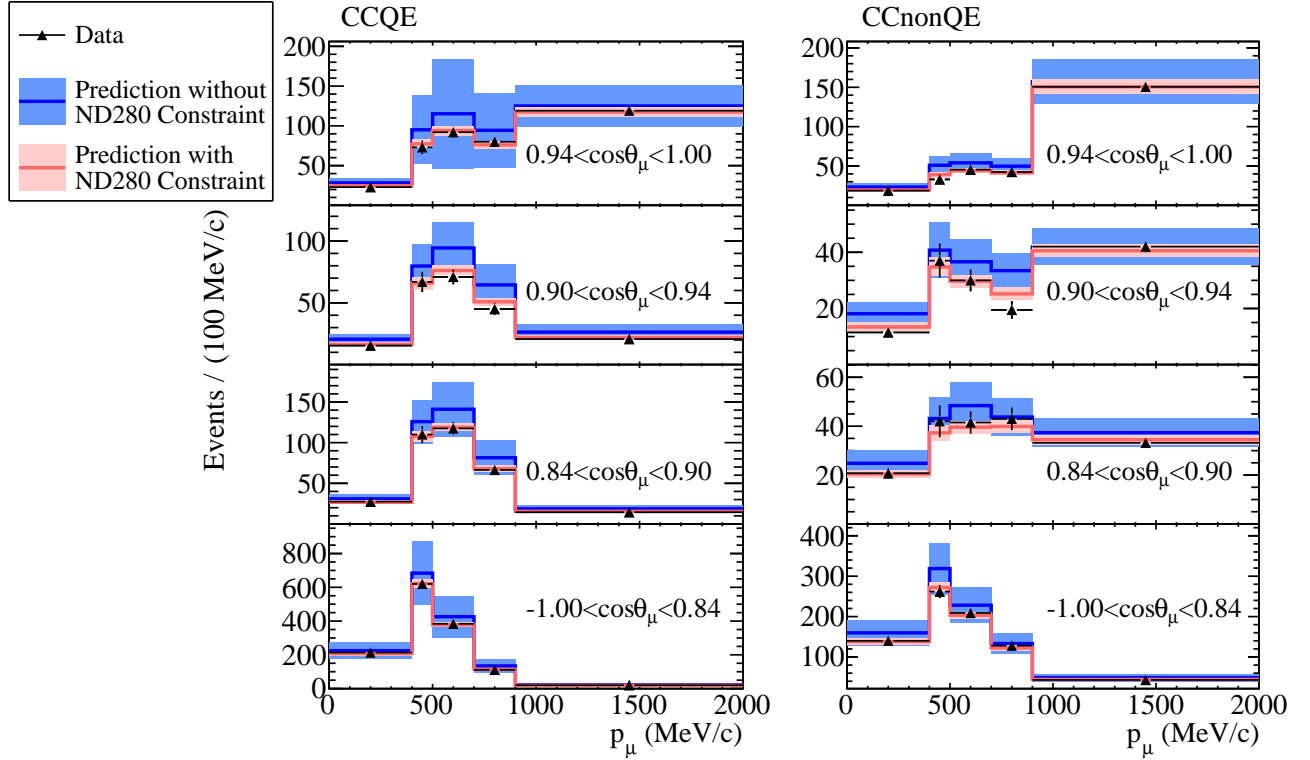 CCQE
CCnonQE
Data
Prediction without
ND280 Constraint
Prediction with
ND280 Constraint
Events / (100 MeV/c)
200
150
100
50
0.94<cosθμ<1.00
200
150
100
50
0.94<cosθμ<1.00
100
50
0.90<cosθμ<0.94
40
20
0.90<cosθμ<0.94
150
100
50
0.84<cosθμ<0.90
60
40
20
0.84<cosθμ<0.90
800
600
400
200
0
-1.00<cosθμ<0.84
400
300
200
100
-1.00<cosθμ<0.84
0 500 1000 1500 2000
pμ (MeV/c)
0 500 1000 1500 2000
pμ (MeV/c)